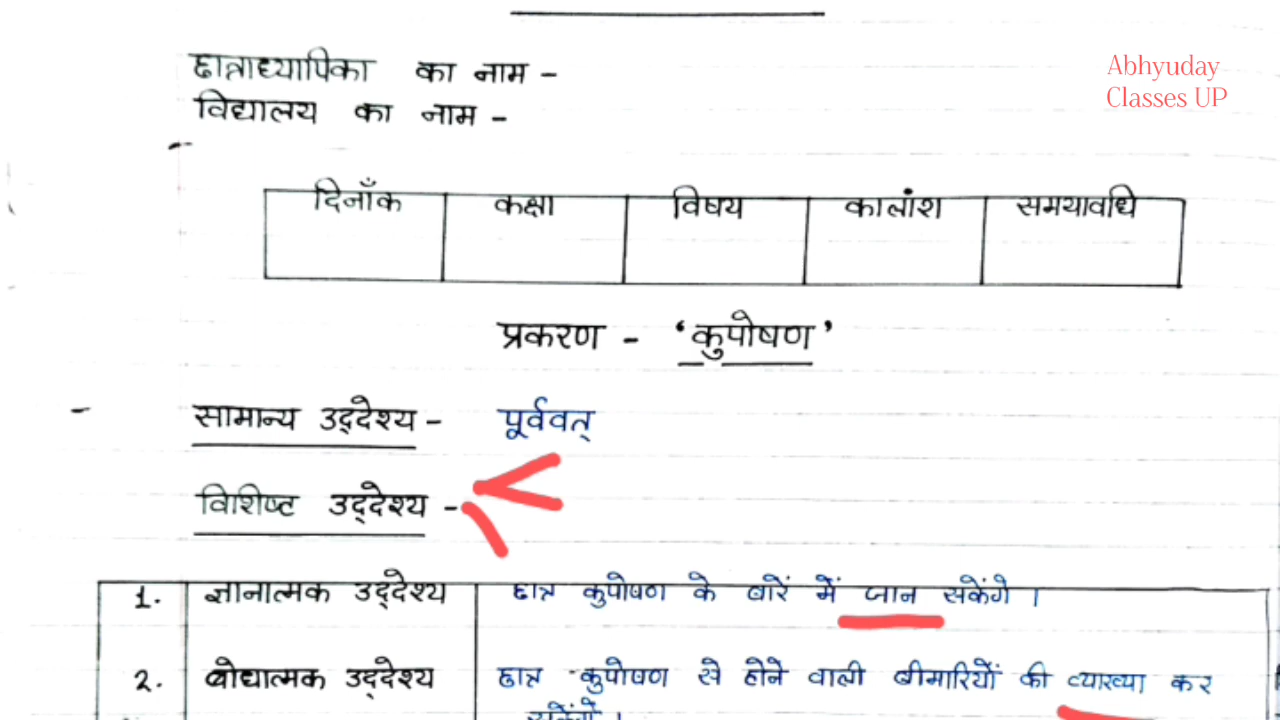 छात्राध्यापिका का नाम -
विद्यालय का नाम -
Abhyuday
Classes UP
दिनाँक कक्षा विषय कालांश समयावधि
प्रकरण - ‘कुपोषण’
सामान्य उद्देश्य - पूर्ववत्
विशिष्ट उद्देश्य -
1. ज्ञानात्मक उद्देश्य छात्र कुपोषण के बारें में जान सकेंगे ।
2. बोधात्मक उद्देश्य छात्र कुपोषण से होने वाली बीमारियों की व्याख्या कर
सकेंगे ।